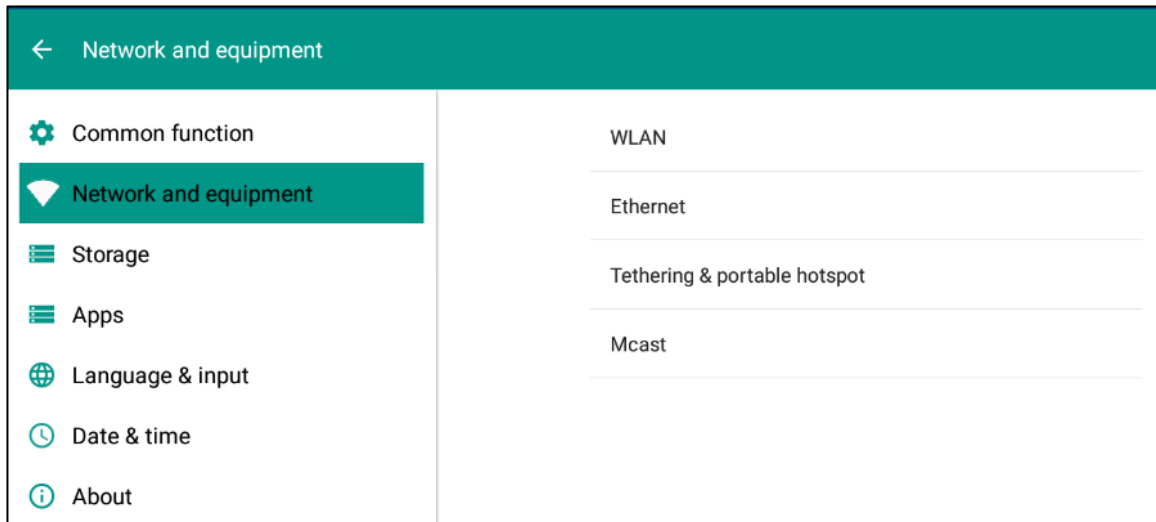 Network and equipment
Common function
Network and equipment
Storage
Apps
Language & input
Date & time
About
WLAN
Ethernet
Tethering & portable hotspot
Mcast